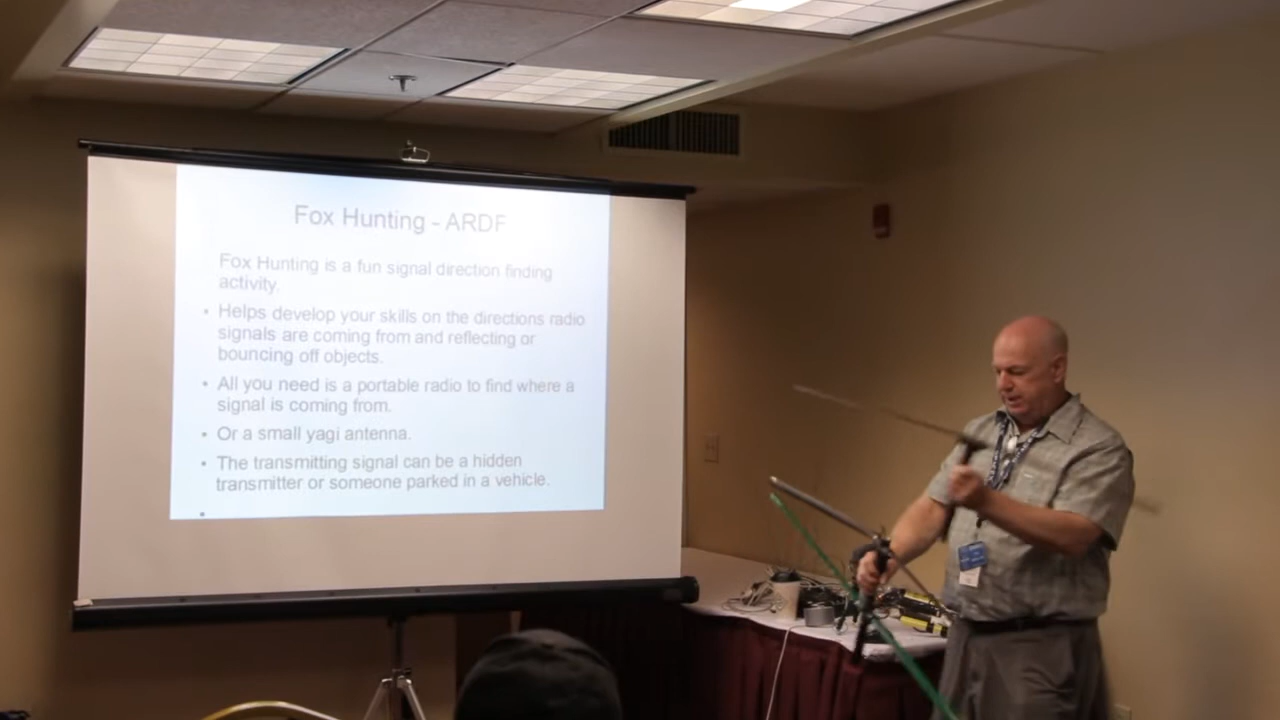 Fox Hunting - ARDF
Fox Hunting is a fun signal direction finding
activity.
• Helps develop your skills on the directions radio
signals are coming from and reflecting or
bouncing off objects.
• All you need is a portable radio to find where a
signal is coming from.
• Or a small yagi antenna.
• The transmitting signal can be a hidden
transmitter or someone parked in a vehicle.